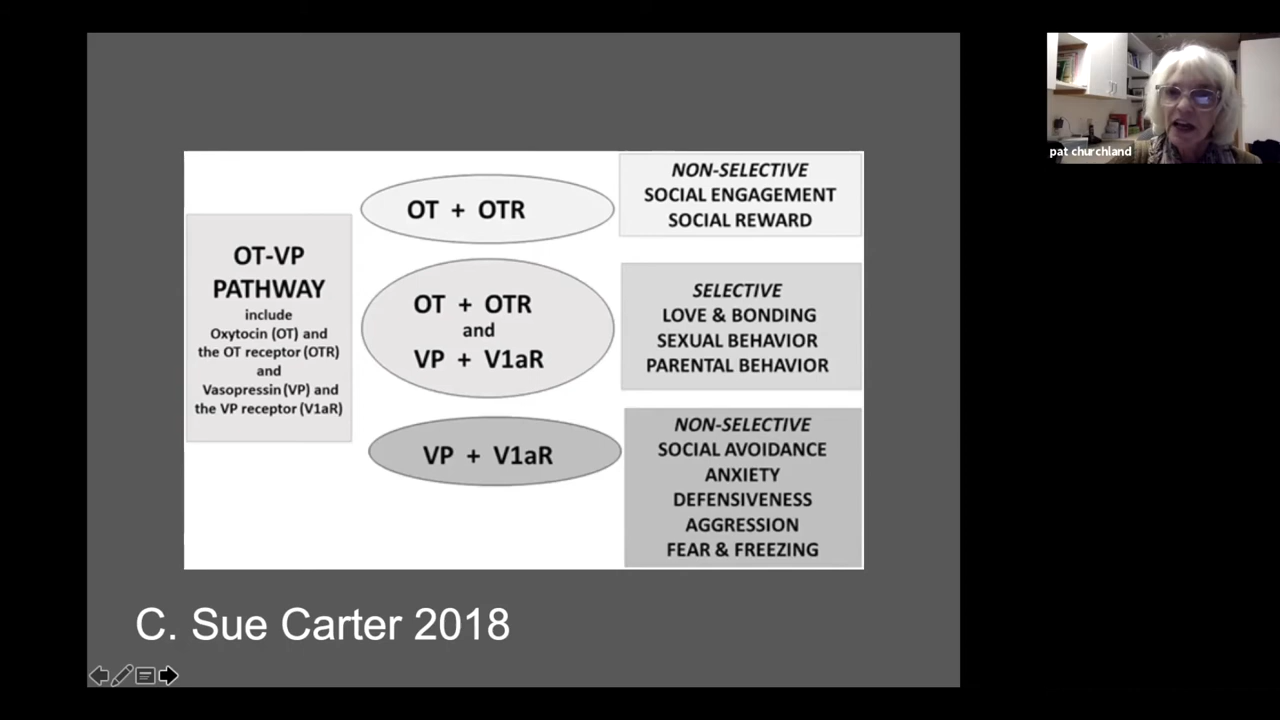 OT-VP
PATHWAY
include
Oxytocin (OT) and
the OT receptor (OTR)
and
Vasopressin (VP) and
the VP receptor (V1aR)
OT + OTR
NON-SELECTIVE
SOCIAL ENGAGEMENT
SOCIAL REWARD
OT + OTR
and
VP + V1aR
SELECTIVE
LOVE & BONDING
SEXUAL BEHAVIOR
PARENTAL BEHAVIOR
VP + V1aR
NON-SELECTIVE
SOCIAL AVOIDANCE
ANXIETY
DEFENSIVENESS
AGGRESSION
FEAR & FREEZING
C. Sue Carter 2018
pat churchland